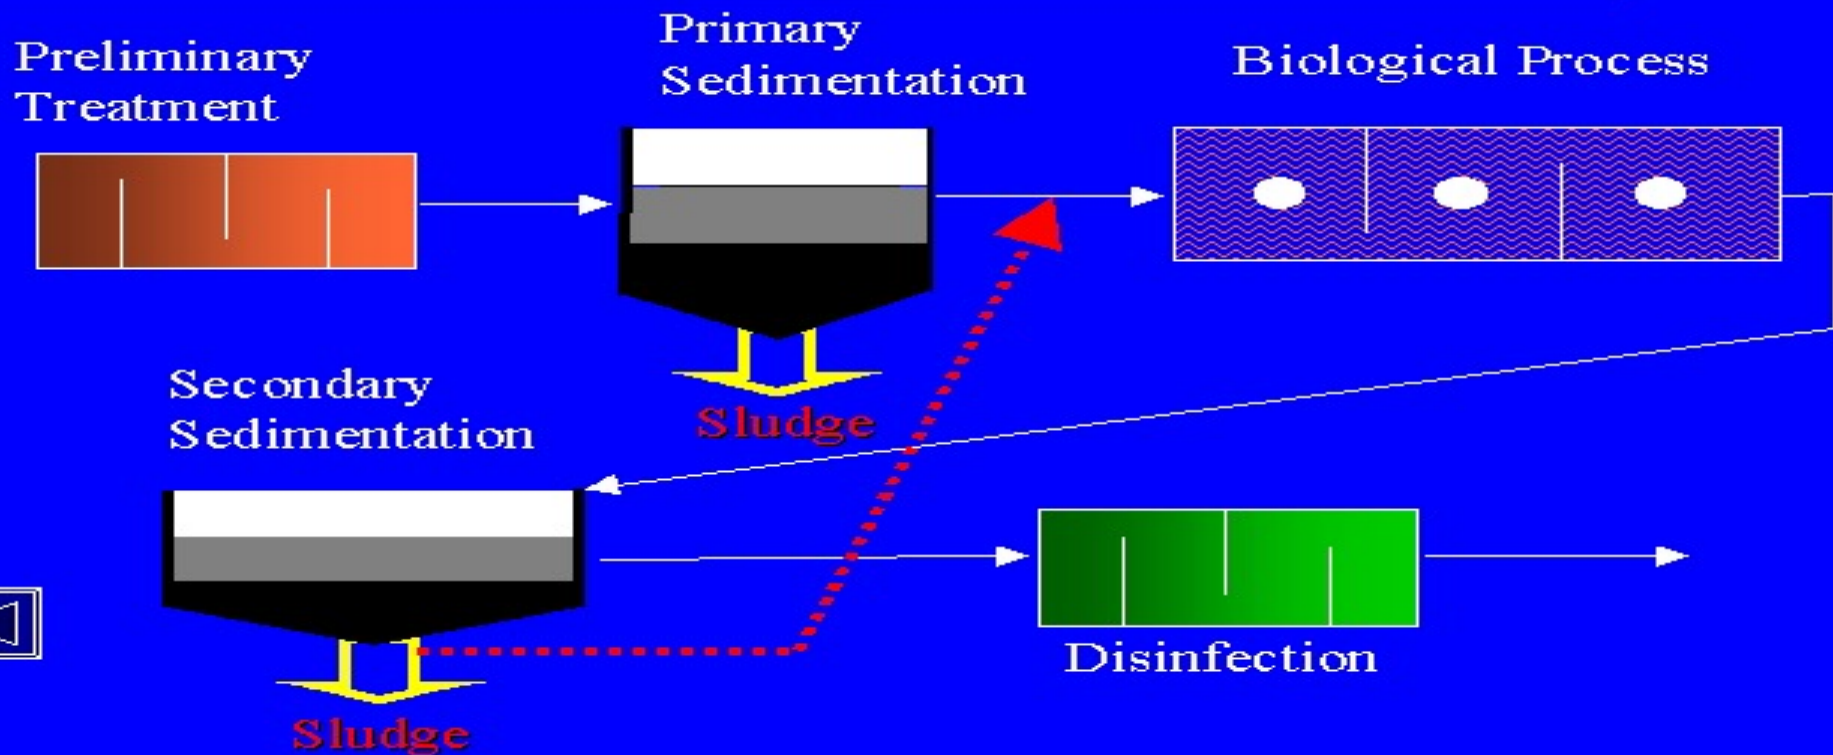 Preliminary
Treatment
Primary
Sedimentation
Biological Process
Sludge
Secondary
Sedimentation
Sludge
Disinfection